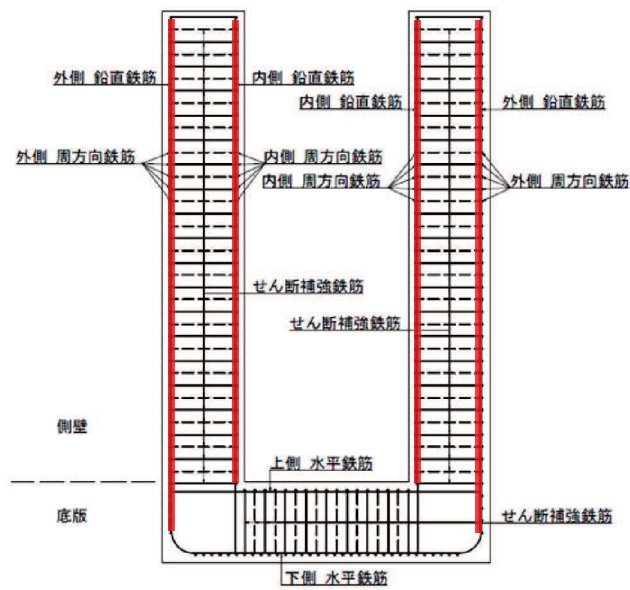 外側 鉛直鉄筋
内側 鉛直鉄筋
内側 鉛直鉄筋
外側 鉛直鉄筋
外側 周方向鉄筋
内側 周方向鉄筋
内側 周方向鉄筋
外側 周方向鉄筋
せん断補強鉄筋
せん断補強鉄筋
側壁
上側 水平鉄筋
底版
せん断補強鉄筋
下側 水平鉄筋